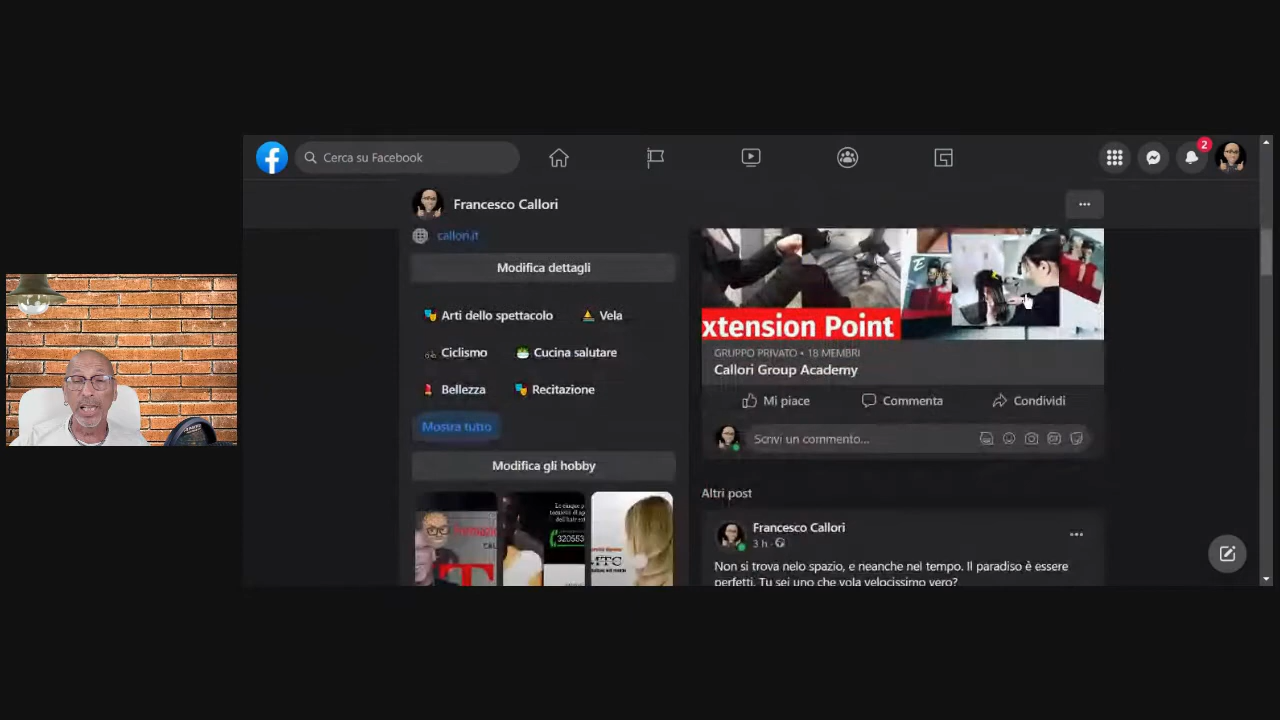 Cerca su Facebook
2
Francesco Callori
callori.it
Modifica dettagli
Arti dello spettacolo
Vela
Ciclismo
Cucina salutare
Bellezza
Recitazione
Mostra tutto
Modifica gli hobby
xtension Point
GRUPPO PRIVATO • 18 MEMBRI
Callori Group Academy
Mi piace
Commenta
Condividi
Scrivi un commento...
Altri post
Francesco Callori
3 h
Non si trova nelo spazio, e neanche nel tempo. Il paradiso è essere
perfetti. Tu sei uno che vola velocissimo vero?